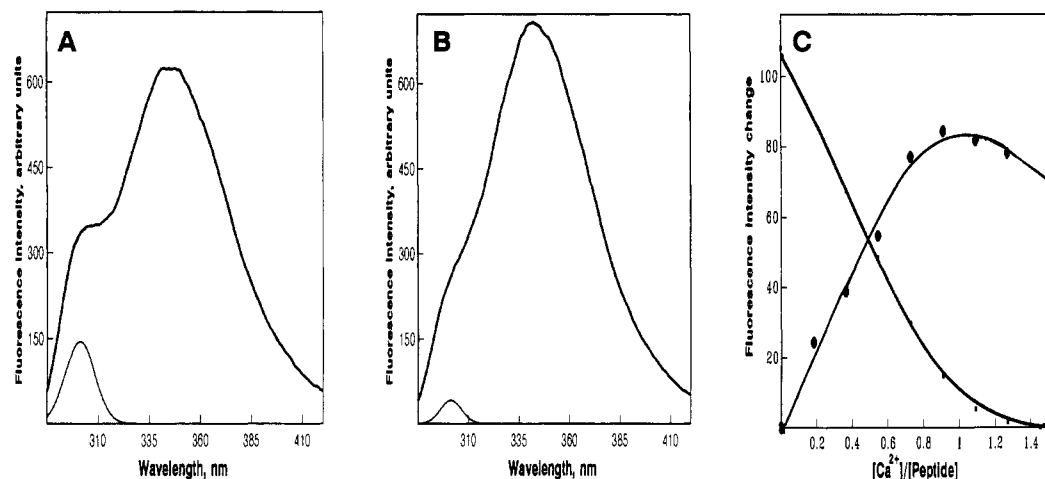 A
Fluorescence Intensity, arbitrary units
600
450
300
150
310 335 360 385 410
Wavelength, nm
B
Fluorescence Intensity, arbitrary units
600
450
300
150
310 335 360 385 410
Wavelength, nm
C
Fluorescence Intensity change
100
80
60
40
20
0
0.2 0.4 0.6 0.8 1 1.2 1.4
[Ca²⁺]/[Peptide]